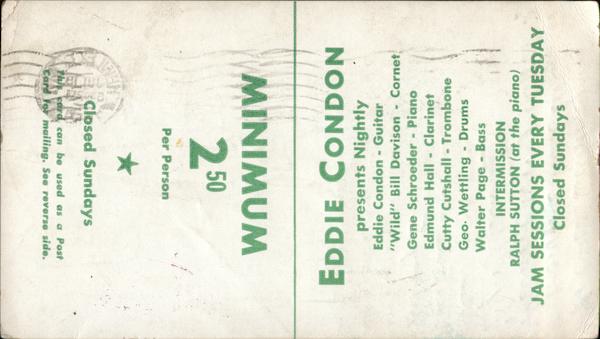 EDDIE CONDON
presents Nightly
Eddie Condon - Guitar
"Wild" Bill Davison - Cornet
Gene Schroeder - Piano
Edmund Hall - Clarinet
Cutty Cutshall - Trombone
Geo. Wettling - Drums
Walter Page - Bass
INTERMISSION
RALPH SUTTON (at the piano)
JAM SESSIONS EVERY TUESDAY
Closed Sundays
MINIMUM
2 50
Per Person
Closed Sundays
This card can be used as a Post
Card for mailing. See reverse side.